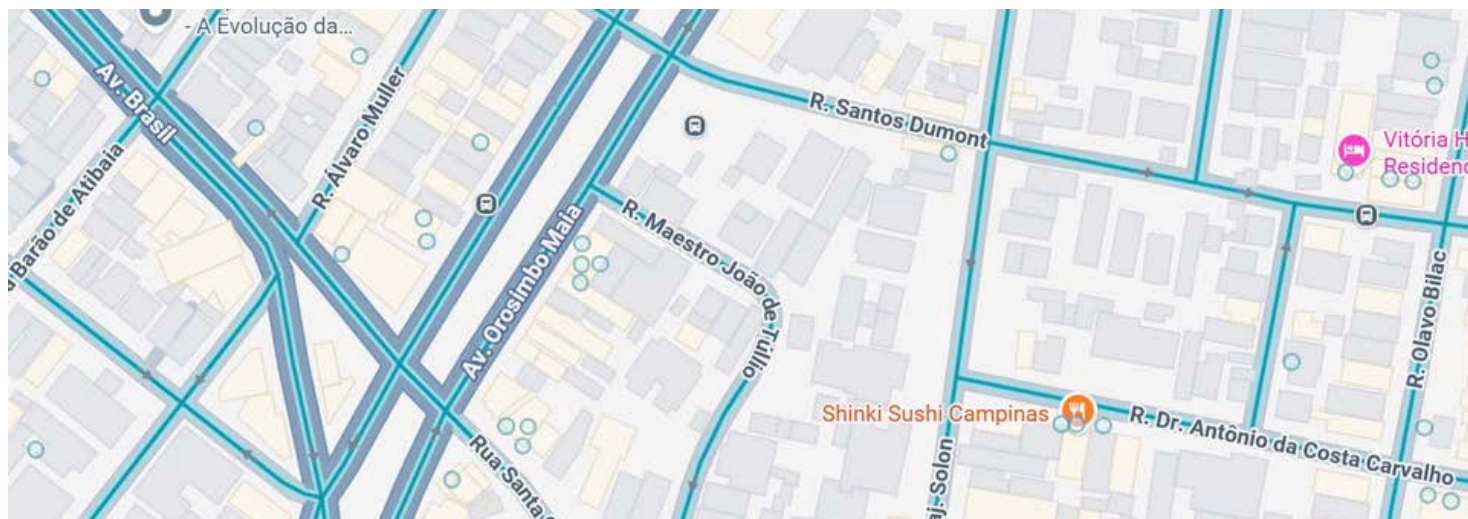 - A Evolução da...
Av. Brasil
R. Álvaro Muller
Barão de Atibaia
R. Santos Dumont
Vitória H
Residenc
R. Maestro João de Túllio
Av. Orosimbo Maia
R. Olavo Bilac
Shinki Sushi Campinas
R. Dr. Antônio da Costa Carvalho
Rua Santa
aj. Solon